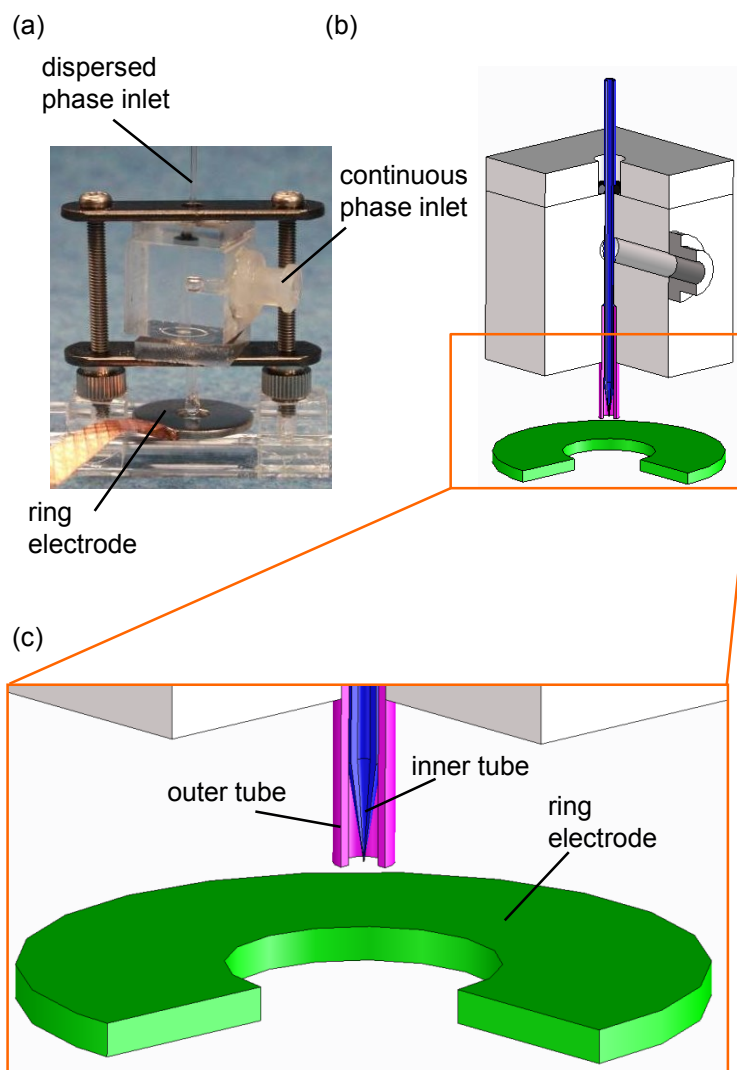 (a)
dispersed
phase inlet
continuous
phase inlet
ring
electrode
(b)
(c)
outer tube
inner tube
ring
electrode